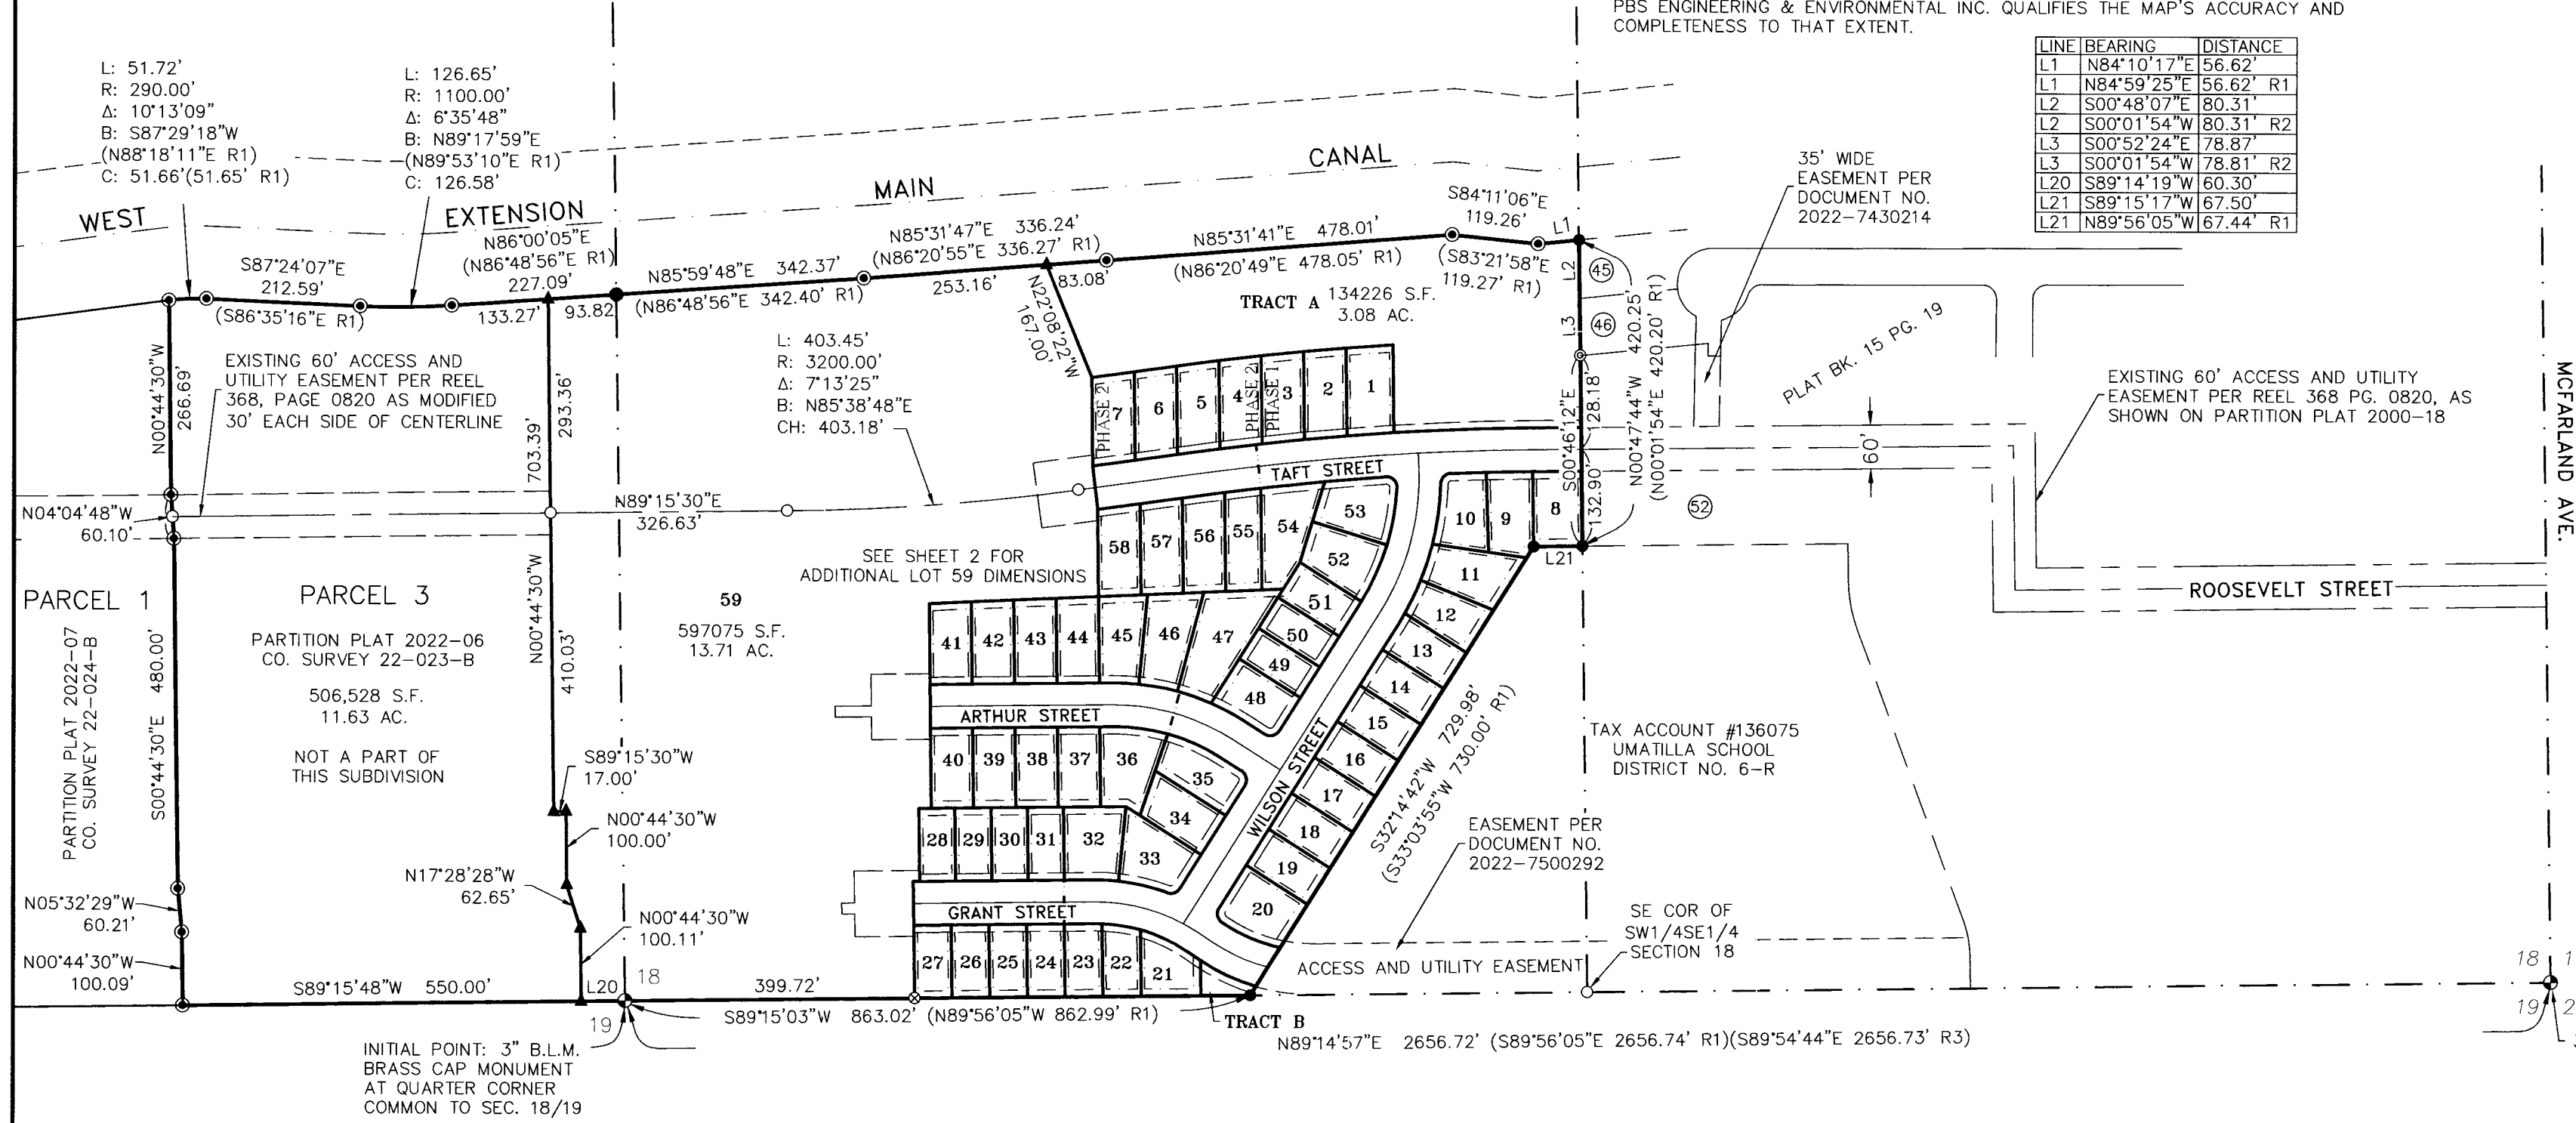 PBS ENGINEERING & ENVIRONMENTAL INC. QUALIFIES THE MAP'S ACCURACY AND
COMPLETENESS TO THAT EXTENT.
LINE BEARING DISTANCE
L1 N84°10'17"E 56.62'
L1 N84°59'25"E 56.62' R1
L2 S00°48'07"E 80.31'
L2 S00°01'54"W 80.31' R2
L3 S00°52'24"E 78.87'
L3 S00°01'54"W 78.81' R2
L20 S89°14'19"W 60.30'
L21 S89°15'17"W 67.50'
L21 N89°56'05"W 67.44' R1
L: 51.72'
R: 290.00'
Δ: 10°13'09"
B: S87°29'18"W
(N88°18'11"E R1)
C: 51.66'(51.65' R1)
L: 126.65'
R: 1100.00'
Δ: 6°35'48"
B: N89°17'59"E
(N89°53'10"E R1)
C: 126.58'
WEST
EXTENSION
MAIN
CANAL
35' WIDE
EASEMENT PER
DOCUMENT NO.
2022-7430214
S87°24'07"E
212.59'
(S86°35'16"E R1)
N86°00'05"E
(N86°48'56"E R1)
227.09'
133.27'
93.82'
N85°59'48"E 342.37'
(N86°48'56"E 342.40' R1)
N85°31'47"E 336.24'
(N86°20'55"E 336.27' R1)
253.16'
83.08'
N85°31'41"E 478.01'
(N86°20'49"E 478.05' R1)
S84°11'06"E
119.26'
(S83°21'58"E
119.27' R1)
L1
L2
L3
45
46
N22°08'22"W
167.00'
TRACT A 134226 S.F.
3.08 AC.
N00°47'44"W 420.25'
(N00°01'54"E 420.20' R1)
S00°46'12"E
128.18'
132.90'
PLAT BK. 15 PG. 19
60'
EXISTING 60' ACCESS AND UTILITY
EASEMENT PER REEL 368 PG. 0820, AS
SHOWN ON PARTITION PLAT 2000-18
MCFARLAND AVE.
ROOSEVELT STREET
52
N00°44'30"W
266.69'
EXISTING 60' ACCESS AND
UTILITY EASEMENT PER REEL
368, PAGE 0820 AS MODIFIED
30' EACH SIDE OF CENTERLINE
703.39'
293.36'
L: 403.45'
R: 3200.00'
Δ: 7°13'25"
B: N85°38'48"E
CH: 403.18'
PHASE 2
7
6
5
4
PHASE 2
PHASE 1
3
2
1
TAFT STREET
N04°04'48"W
60.10'
N89°15'30"E
326.63'
SEE SHEET 2 FOR
ADDITIONAL LOT 59 DIMENSIONS
58
57
56
55
54
53
52
51
50
49
48
10
9
8
L21
11
12
13
14
15
16
17
18
19
20
PARCEL 1
PARTITION PLAT 2022-07
CO. SURVEY 22-024-B
S00°44'30"E 480.00'
PARCEL 3
PARTITION PLAT 2022-06
CO. SURVEY 22-023-B
506,528 S.F.
11.63 AC.
NOT A PART OF
THIS SUBDIVISION
N00°44'30"W
410.03'
59
597075 S.F.
13.71 AC.
41
42
43
44
45
46
47
ARTHUR STREET
WILSON STREET
40
39
38
37
36
35
34
28
29
30
31
32
33
GRANT STREET
27
26
25
24
23
22
21
S32°14'42"W 729.98'
(S33°03'55"W 730.00' R1)
TAX ACCOUNT #136075
UMATILLA SCHOOL
DISTRICT NO. 6-R
EASEMENT PER
DOCUMENT NO.
2022-7500292
S89°15'30"W
17.00'
N00°44'30"W
100.00'
N17°28'28"W
62.65'
N00°44'30"W
100.11'
N05°32'29"W
60.21'
N00°44'30"W
100.09'
S89°15'48"W 550.00'
L20
18
19
399.72'
S89°15'03"W 863.02' (N89°56'05"W 862.99' R1)
TRACT B
ACCESS AND UTILITY EASEMENT
SE COR OF
SW1/4SE1/4
SECTION 18
N89°14'57"E 2656.72' (S89°56'05"E 2656.74' R1)(S89°54'44"E 2656.73' R3)
18
19
INITIAL POINT: 3" B.L.M.
BRASS CAP MONUMENT
AT QUARTER CORNER
COMMON TO SEC. 18/19